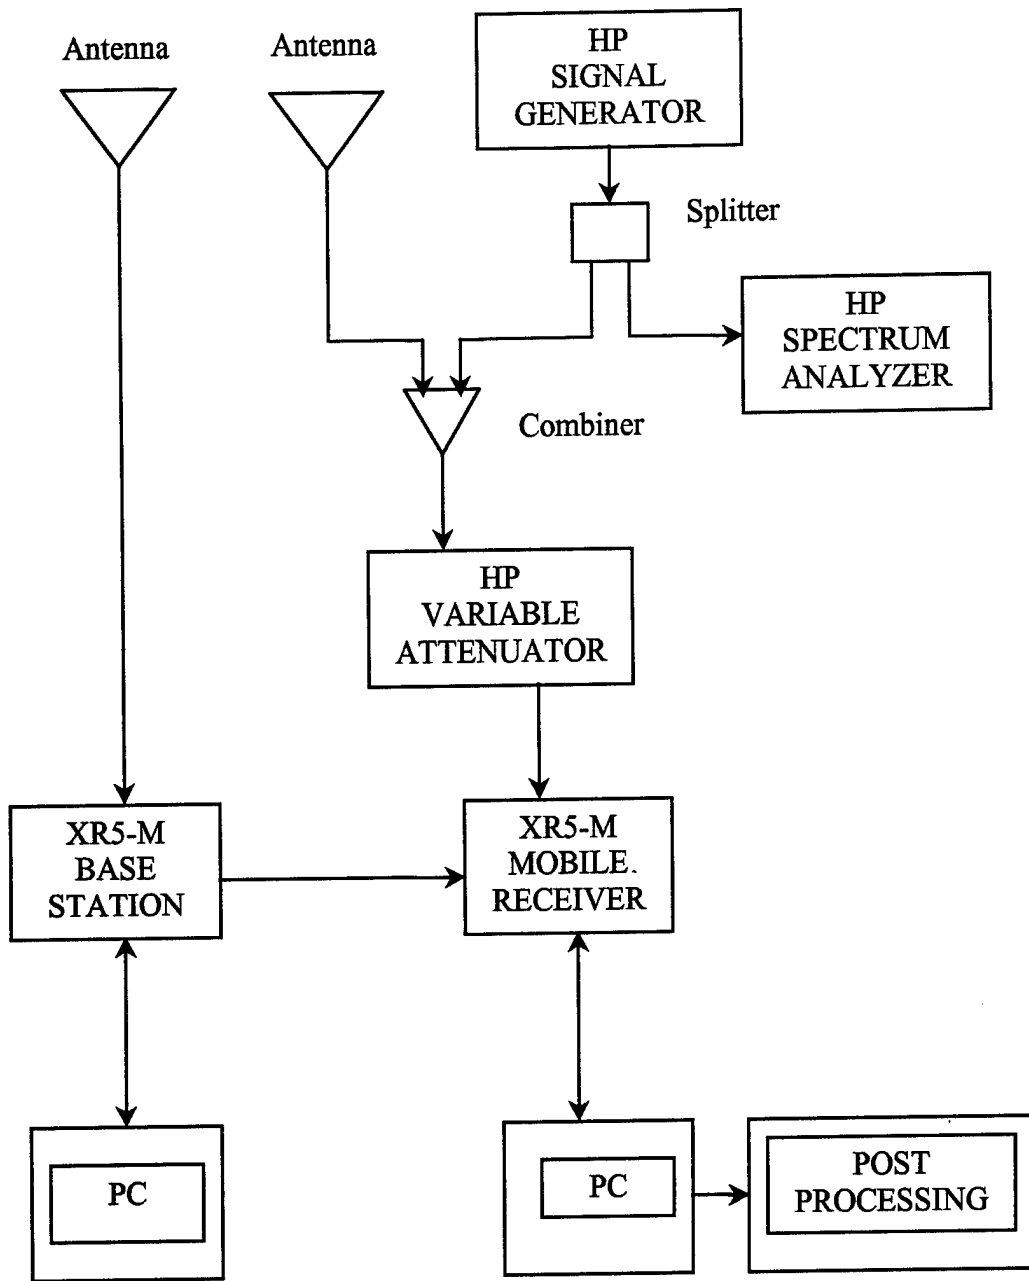 Antenna
Antenna
HP
SIGNAL
GENERATOR
Splitter
HP
SPECTRUM
ANALYZER
Combiner
HP
VARIABLE
ATTENUATOR
XR5-M
BASE
STATION
XR5-M
MOBILE.
RECEIVER
PC
PC
POST
PROCESSING